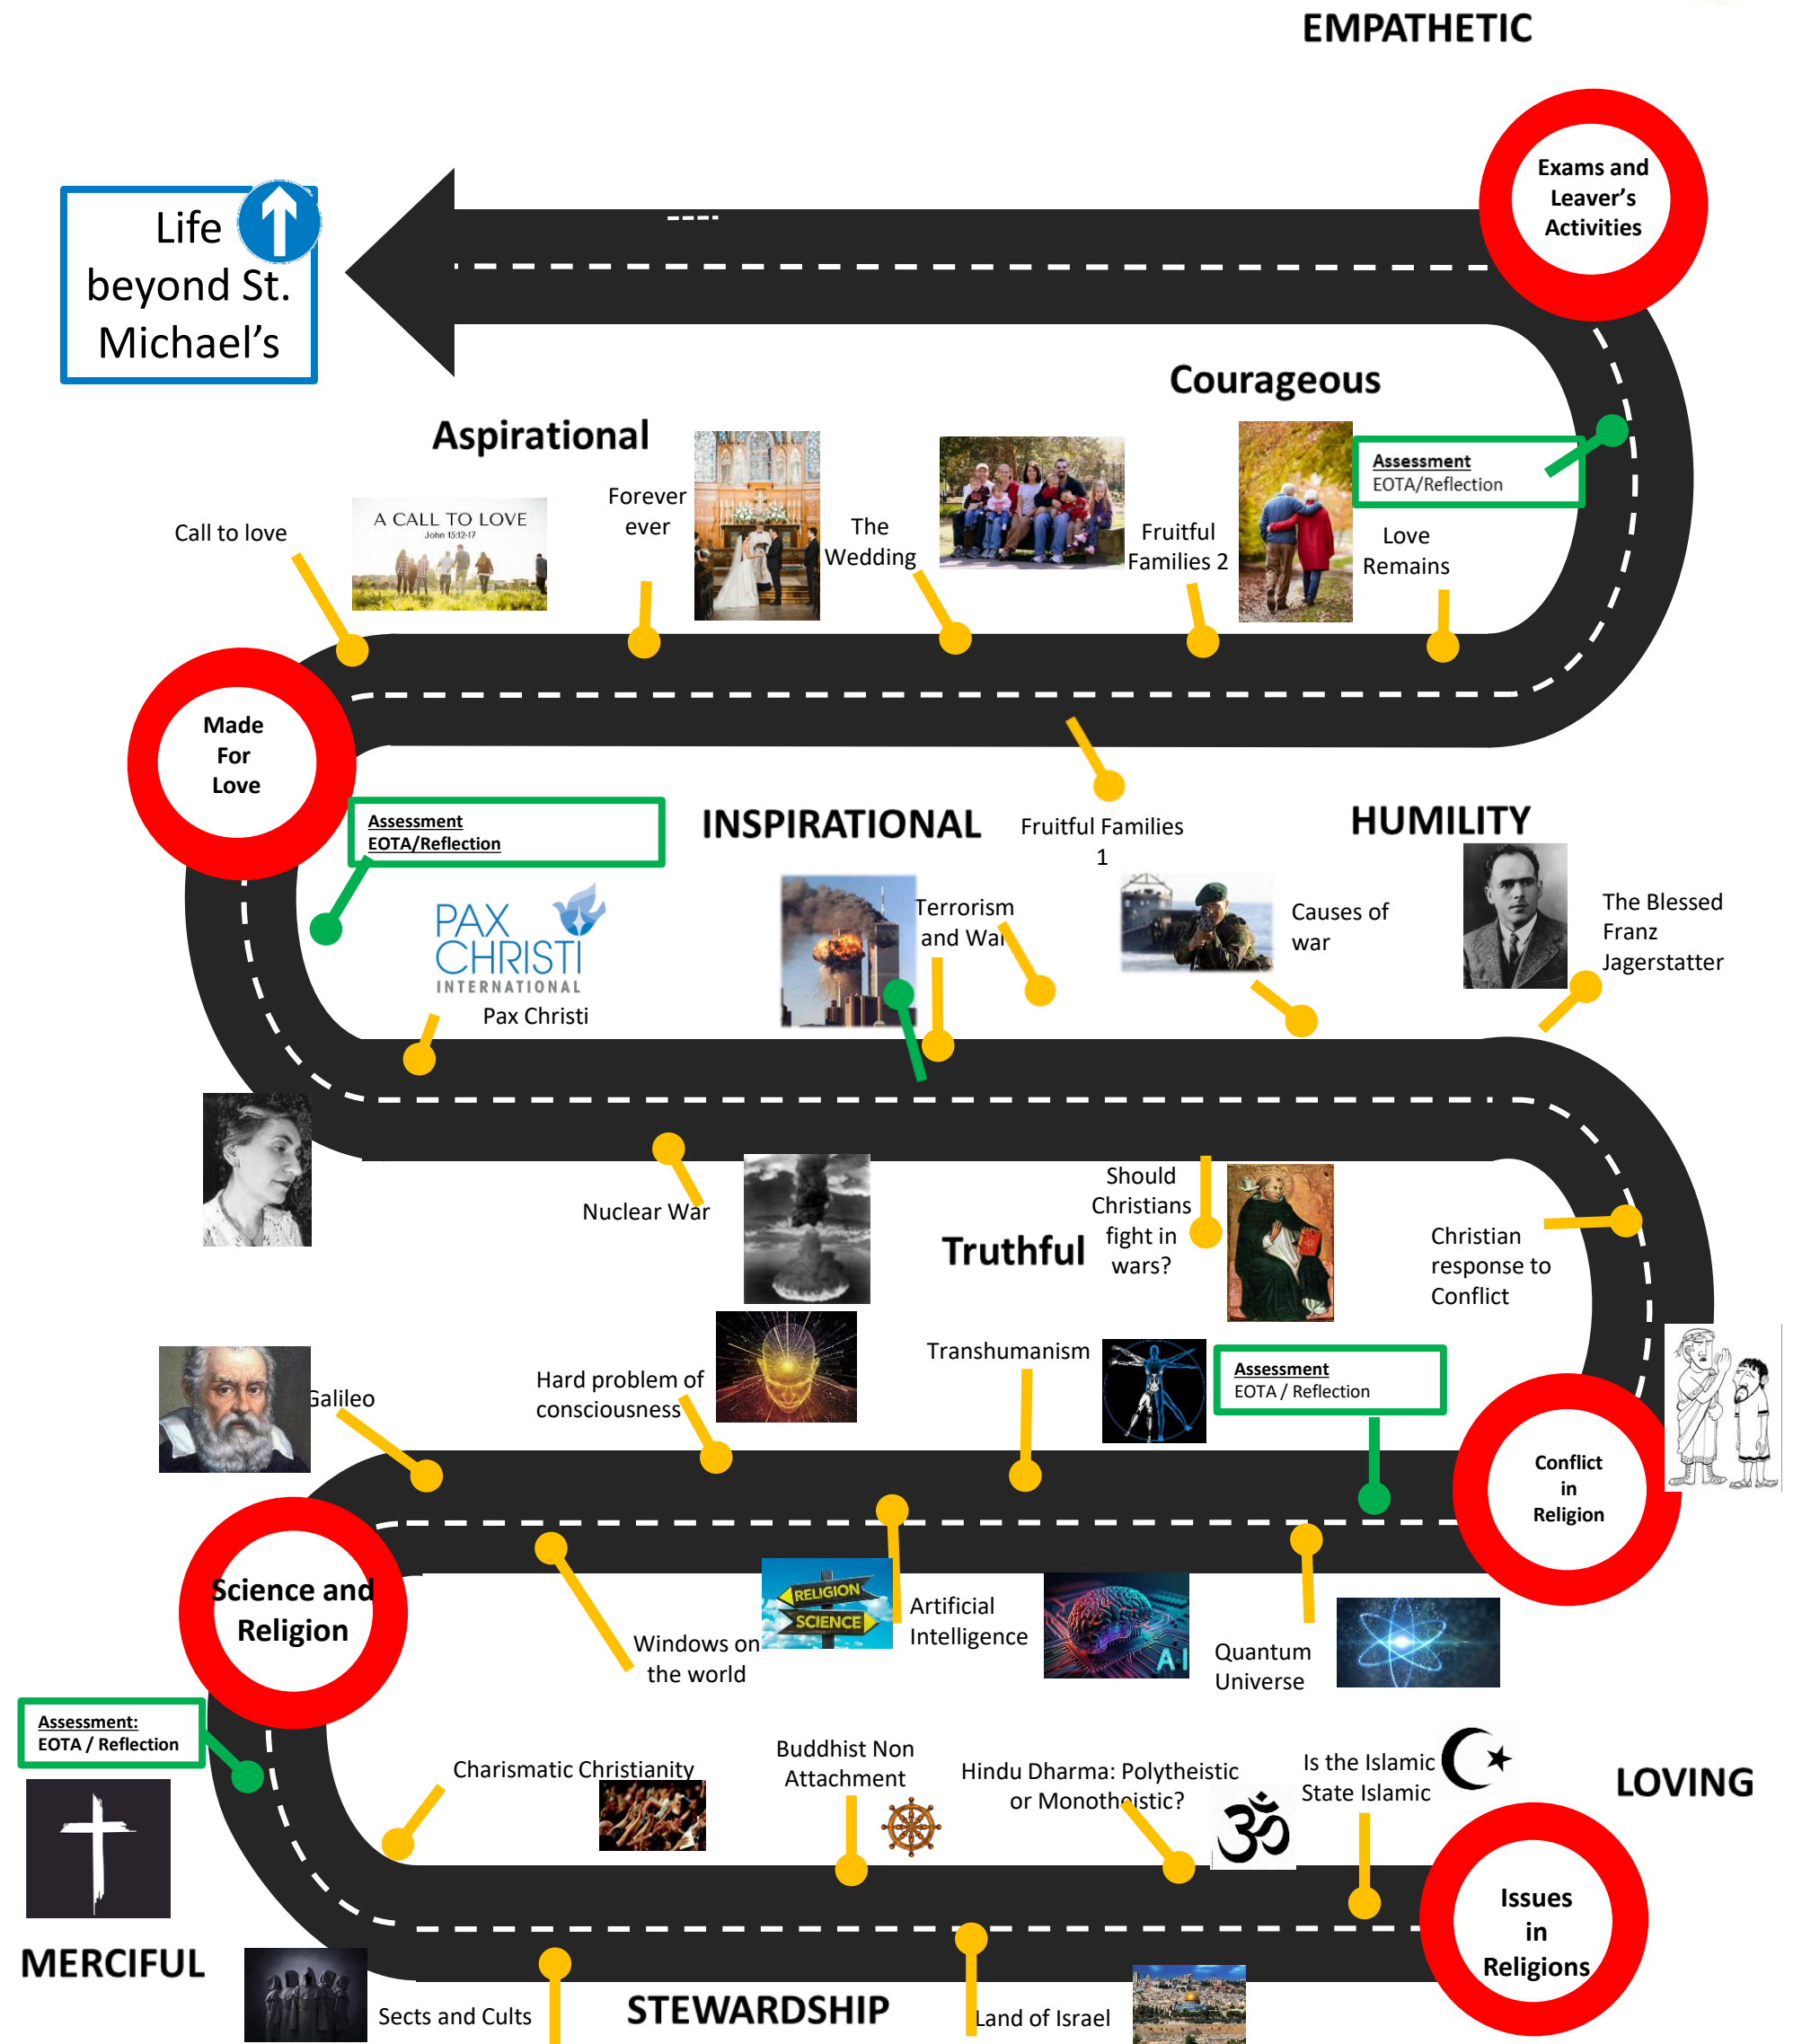 EMPATHETIC
Exams and
Leaver's
Activities
Life
beyond St.
Michael's
Courageous
Aspirational
Assessment
EOTA/Reflection
Call to love
A CALL TO LOVE
John 15:12-17
Forever
ever
The
Wedding
Fruitful
Families 2
Love
Remains
Made
For
Love
Assessment
EOTA/Reflection
INSPIRATIONAL
Fruitful Families
1
HUMILITY
PAX
CHRISTI
INTERNATIONAL
Pax Christi
Terrorism
and War
Causes of
war
The Blessed
Franz
Jagerstatter
Nuclear War
Truthful
Should
Christians
fight in
wars?
Christian
response to
Conflict
Galileo
Hard problem of
consciousness
Transhumanism
Assessment
EOTA / Reflection
Conflict
in
Religion
Science and
Religion
Windows on
the world
RELIGION
SCIENCE
Artificial
Intelligence
AI
Quantum
Universe
Assessment:
EOTA / Reflection
Charismatic Christianity
Buddhist Non
Attachment
Hindu Dharma: Polytheistic
or Monotheistic?
ॐ
Is the Islamic
State Islamic
LOVING
Issues
in
Religions
MERCIFUL
Sects and Cults
STEWARDSHIP
Land of Israel